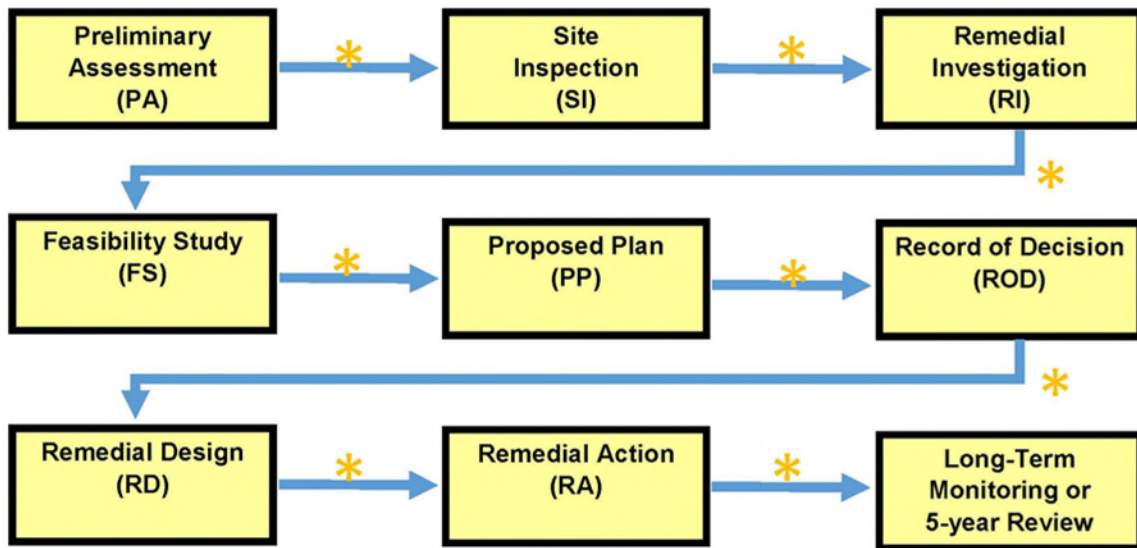 Preliminary
Assessment
(PA)
*
Site
Inspection
(SI)
*
Remedial
Investigation
(RI)
*
Feasibility Study
(FS)
*
Proposed Plan
(PP)
*
Record of Decision
(ROD)
*
Remedial Design
(RD)
*
Remedial Action
(RA)
*
Long-Term
Monitoring or
5-year Review